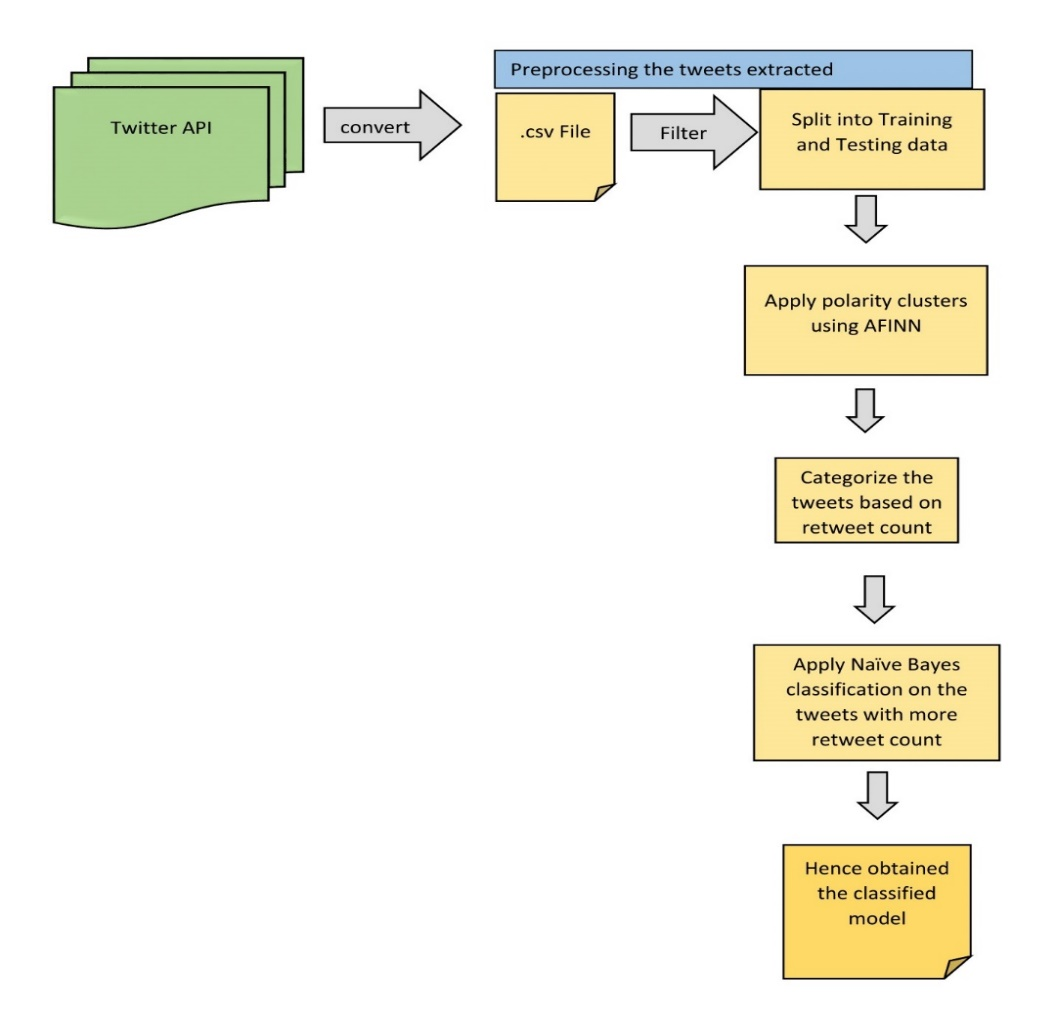 Preprocessing the tweets extracted
Twitter API
convert
.csv File
Filter
Split into Training
and Testing data
Apply polarity clusters
using AFINN
Categorize the
tweets based on
retweet count
Apply Naïve Bayes
classification on the
tweets with more
retweet count
Hence obtained
the classified
model